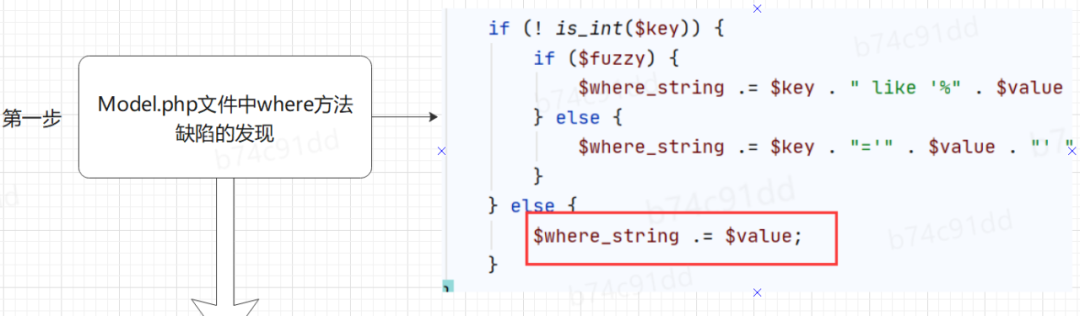 第一步
Model.php文件中where方法
缺陷的发现
if (! is_int($key)) {
if ($fuzzy) {
$where_string .= $key . " like '%" . $value
} else {
$where_string .= $key . "='" . $value . "' "
}
} else {
$where_string .= $value;
}
b74c91dd
b74c91dd
b74c91dd
b74c91dd
b74c91dd
b74c91dd